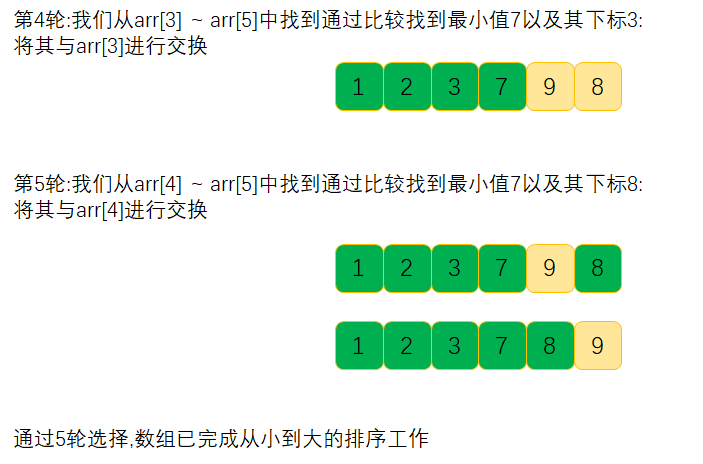 第4轮:我们从arr[3] ~ arr[5]中找到通过比较找到最小值7以及其下标3:
将其与arr[3]进行交换
1 2 3 7 9 8
第5轮:我们从arr[4] ~ arr[5]中找到通过比较找到最小值7以及其下标8:
将其与arr[4]进行交换
1 2 3 7 9 8
1 2 3 7 8 9
通过5轮选择,数组已完成从小到大的排序工作